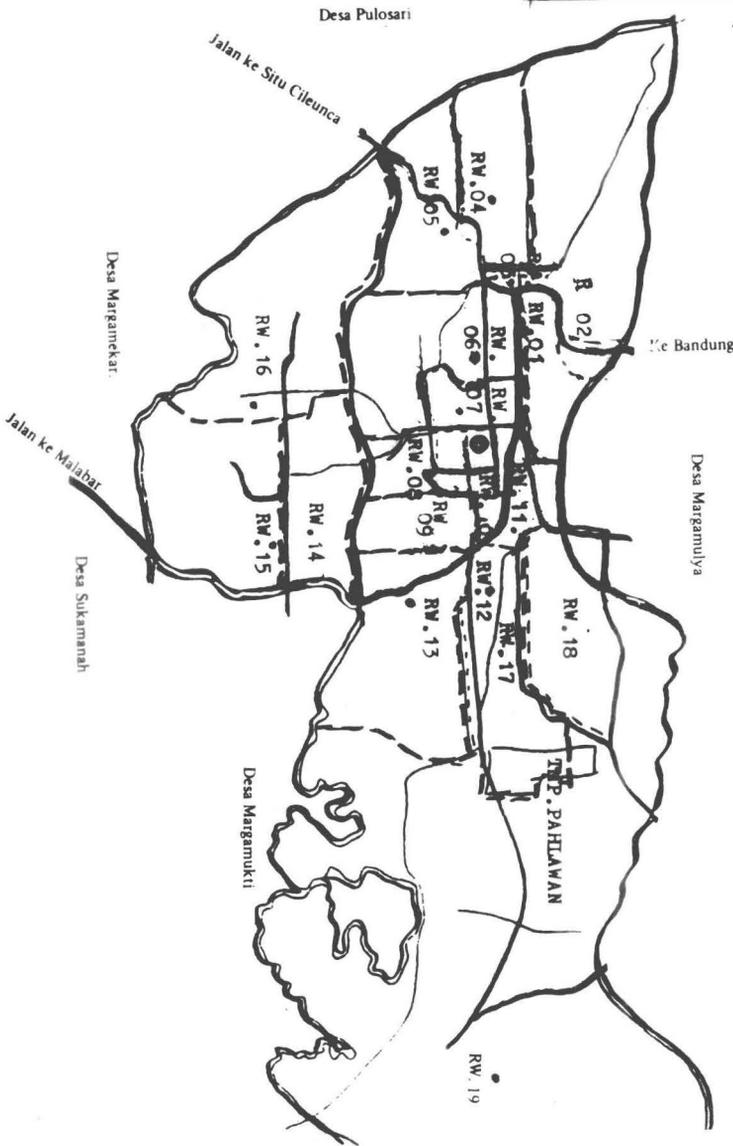 Desa Pulosari
Jalan ke Situ Cileunca
RW.04
RW.05
R 02
RW.01
Ke Bandung
RW.06
RW.07
Desa Margamekar.
RW.16
Jalan ke Malabar
RW.08
RW 09
RW.11.
Desa Margamulya
RW.14
RW.15
RW.12
RW.13
RW.17
RW.18
Desa Sukamanah
Desa Margamukti
TMP.PAHLAWAN
RW.19